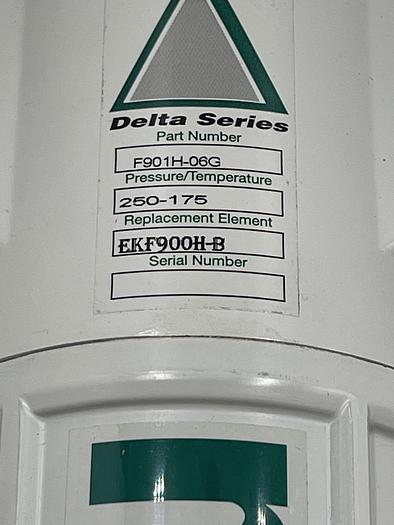 Delta Series
Part Number
F901H-06G
Pressure/Temperature
250-175
Replacement Element
EKF900H-B
Serial Number